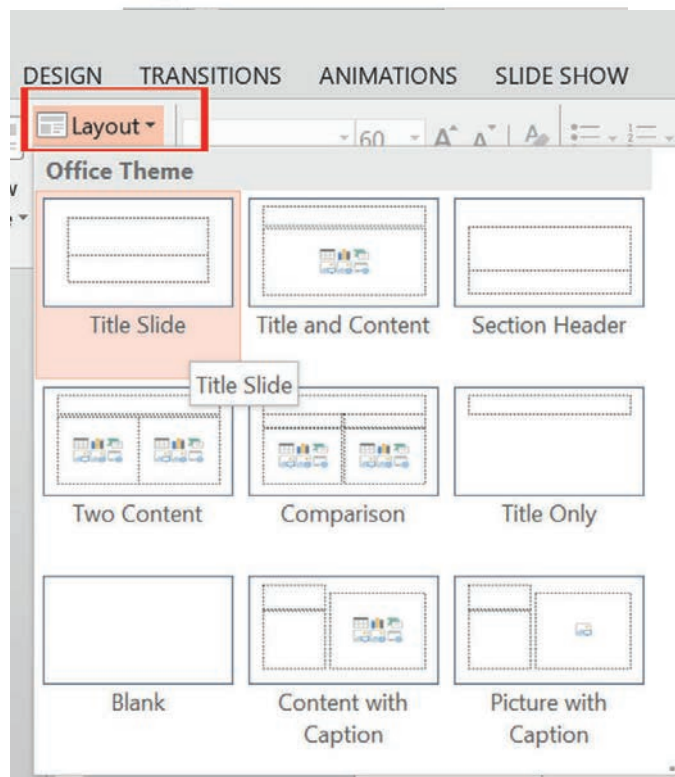 DESIGN TRANSITIONS ANIMATIONS SLIDE SHOW
Layout 60 A A A
Office Theme
Title Slide Title and Content Section Header
Title Slide
Two Content Comparison Title Only
Blank Content with Caption Picture with Caption